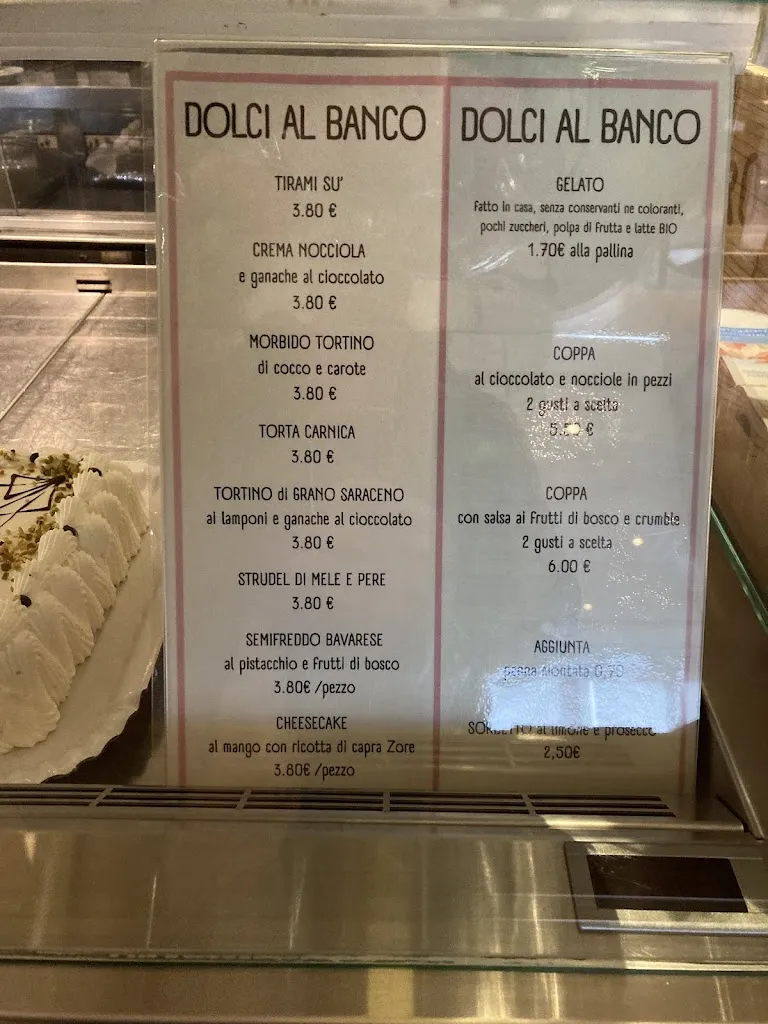 DOLCI AL BANCO
TIRAMI SU'
3.80 €
CREMA NOCCIOLA
e ganache al cioccolato
3.80 €
MORBIDO TORTINO
di cocco e carote
3.80 €
TORTA CARNICA
3.80 €
TORTINO di GRANO SARACENO
ai lamponi e ganache al cioccolato
3.80 €
STRUDEL DI MELE E PERE
3.80 €
SEMIFREDDO BAVARESE
al pistacchio e frutti di bosco
3.80€ /pezzo
CHEESECAKE
al mango con ricotta di capra Zore
3.80€ /pezzo
DOLCI AL BANCO
GELATO
Fatto in casa, senza conservanti ne coloranti,
pochi zuccheri, polpa di frutta e latte BIO
1.70€ alla pallina
COPPA
al cioccolato e nocciole in pezzi
2 gusti a scelta
€
COPPA
con salsa ai frutti di bosco e crumble
2 gusti a scelta
6.00 €
AGGIUNTA
panna montata 0,70
SORBETTO al limone e prosecco
2,50€